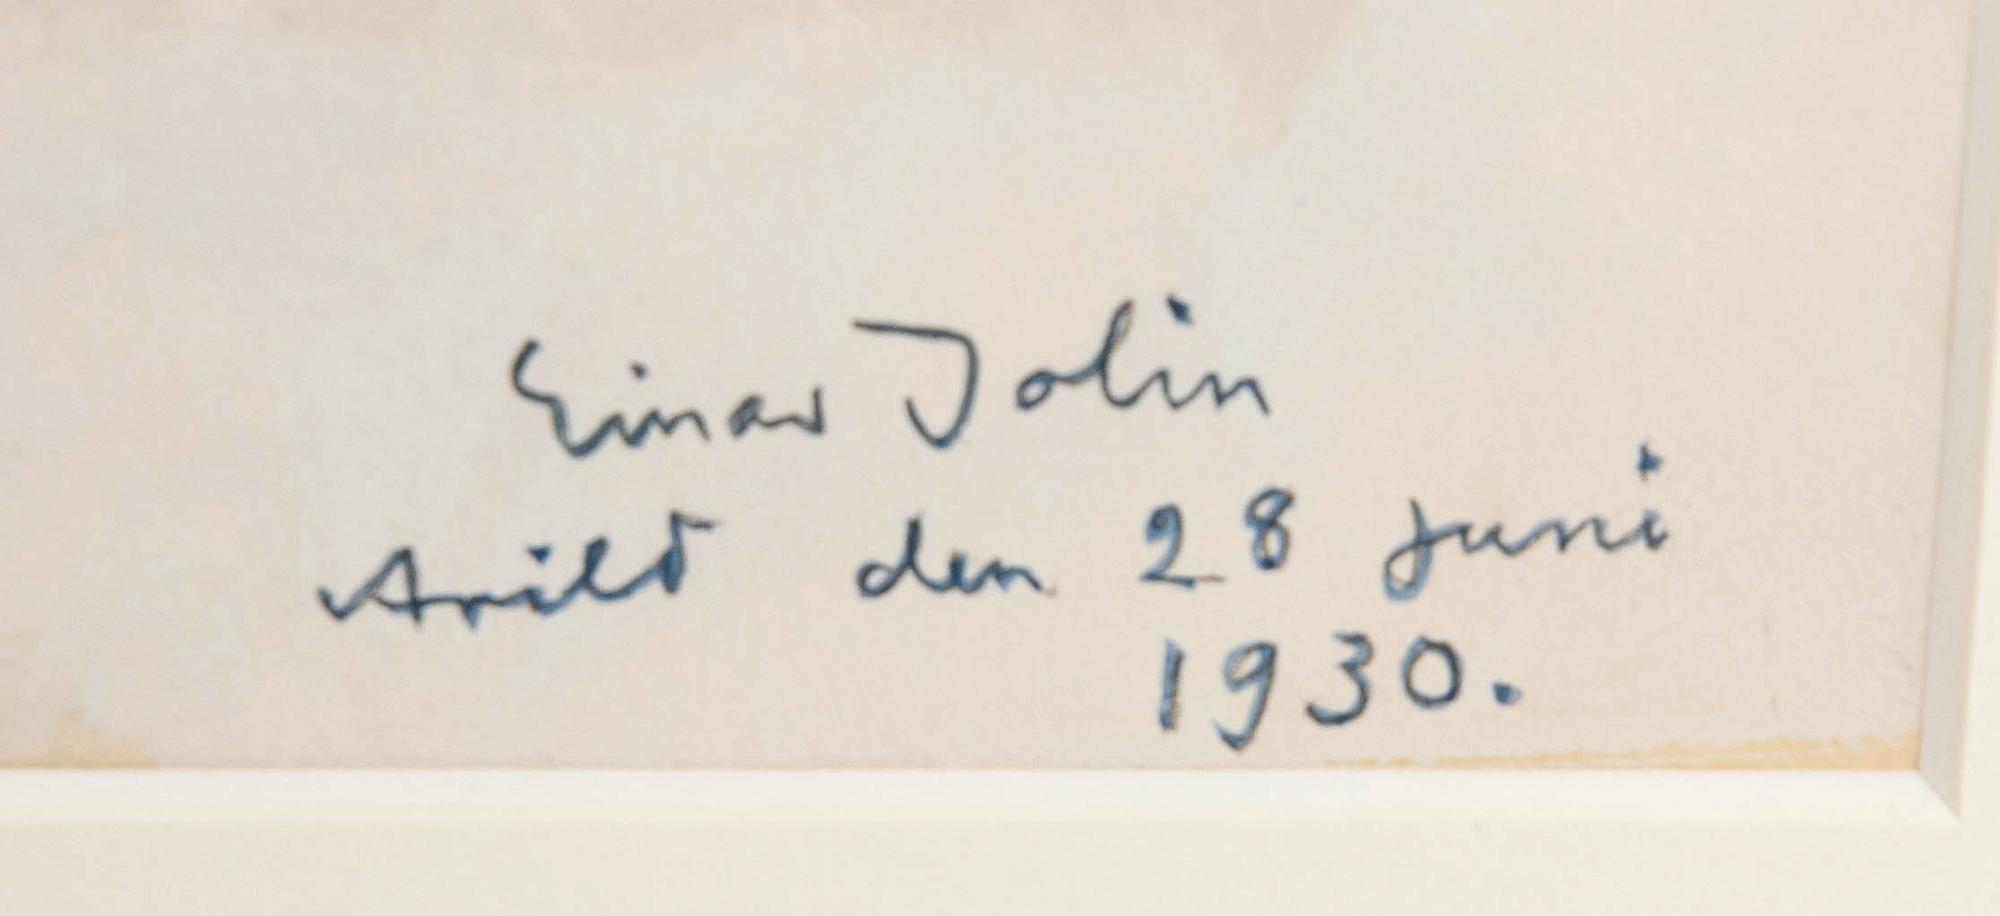 Einar Jolin
Arild den 28 juni
1930.